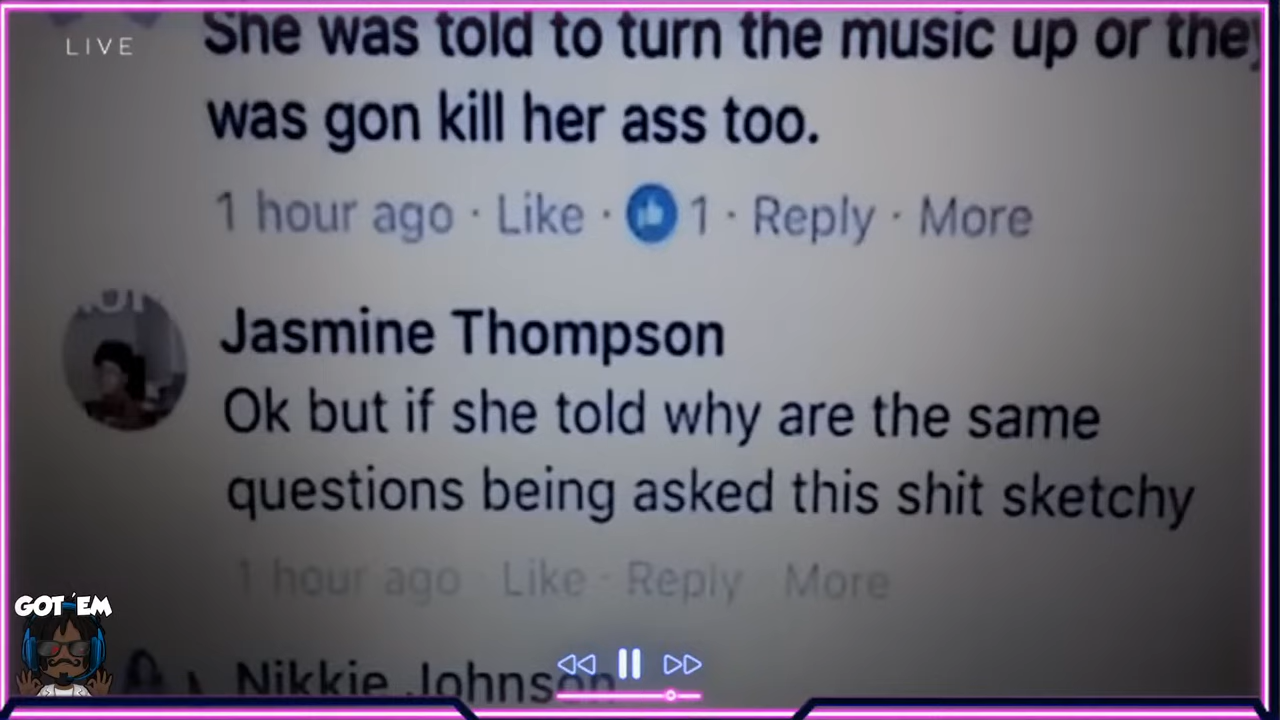 LIVE
She was told to turn the music up or they
was gon kill her ass too.
1 hour ago · Like · 1 · Reply · More
Jasmine Thompson
Ok but if she told why are the same
questions being asked this shit sketchy
1 hour ago · Like · Reply More
GOT 'EM
Nikkie Johnson